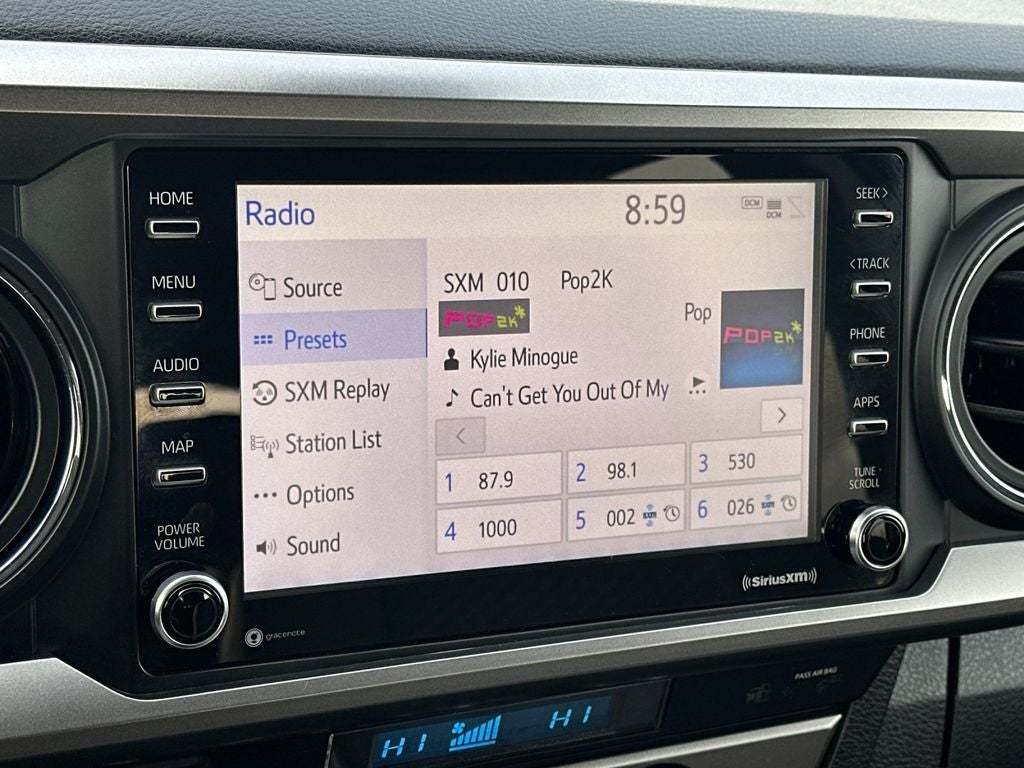 HOME
MENU
AUDIO
MAP
POWER
VOLUME
Radio
8:59
DCM
DCM
Source
Presets
SXM Replay
Station List
Options
Sound
SXM 010 Pop2K
POP2K*
Pop
POP2K*
Kylie Minogue
Can't Get You Out Of My
<
>
1 87.9
2 98.1
3 530
4 1000
5 002 SXM
6 026 SXM
SEEK >
< TRACK
PHONE
APPS
TUNE
SCROLL
gracenote
((SiriusXM))
PASS AIR BAG
HI
HI